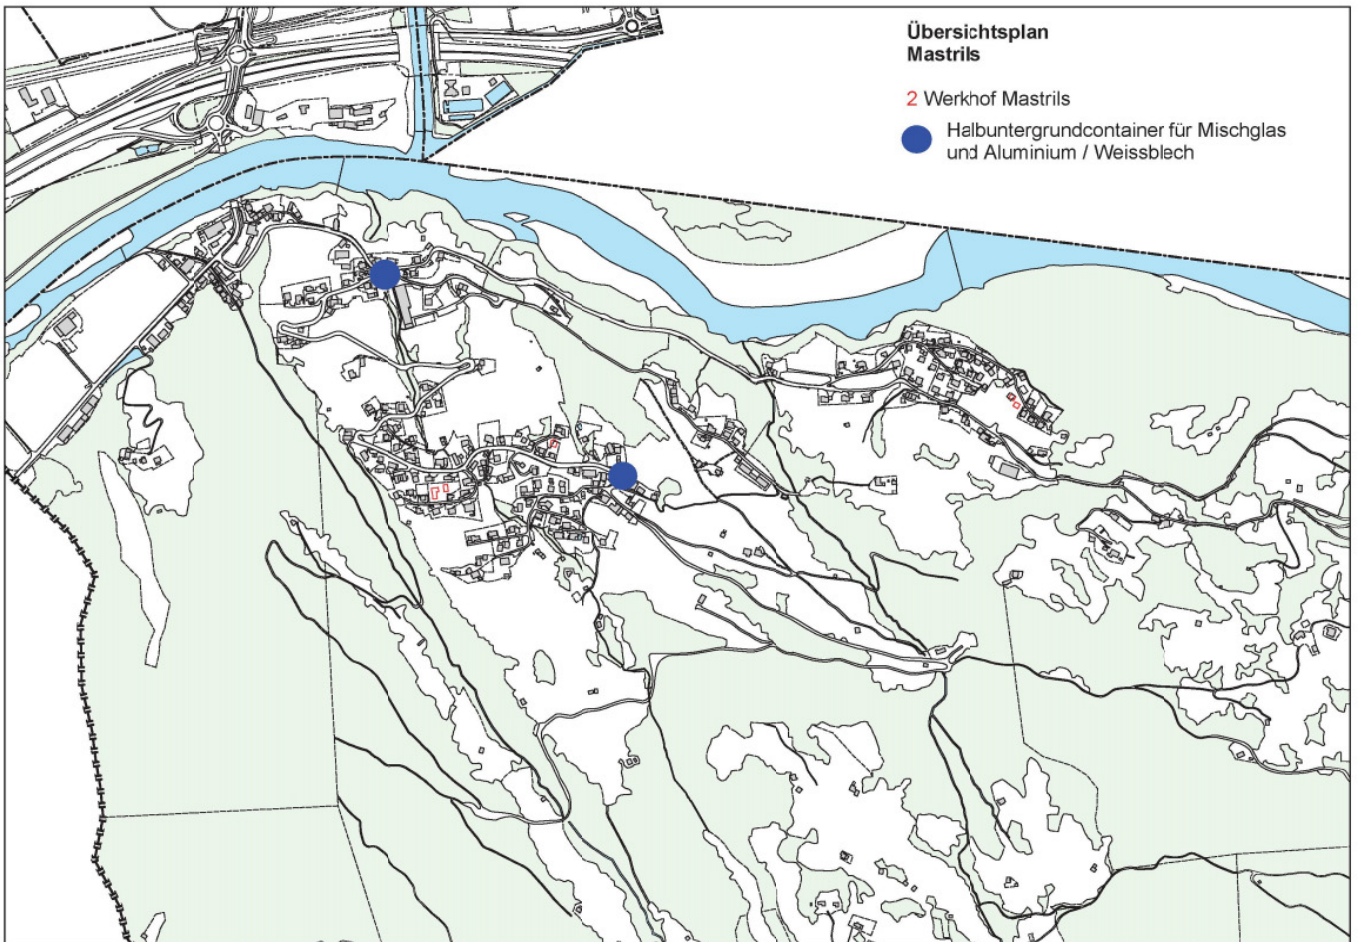 Übersichtsplan
Mastrils
2 Werkhof Mastrils
Halbuntergrundcontainer für Mischglas
und Aluminium / Weissblech